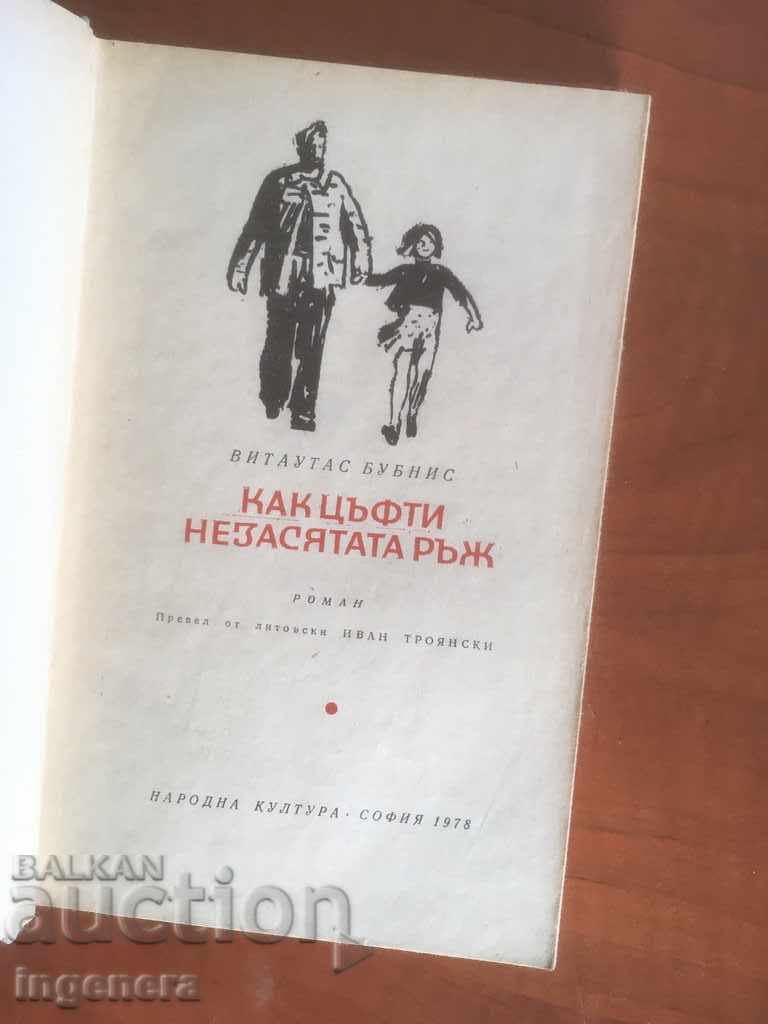 ВИТАУТАС БУБНИС
КАК ЦЪФТИ
НЕЗАСЯТАТА РЪЖ
РОМАН
Превел от литовски ИВАН ТРОЯНСКИ
НАРОДНА КУЛТУРА · СОФИЯ 1978
BALKAN
auction
ingenera